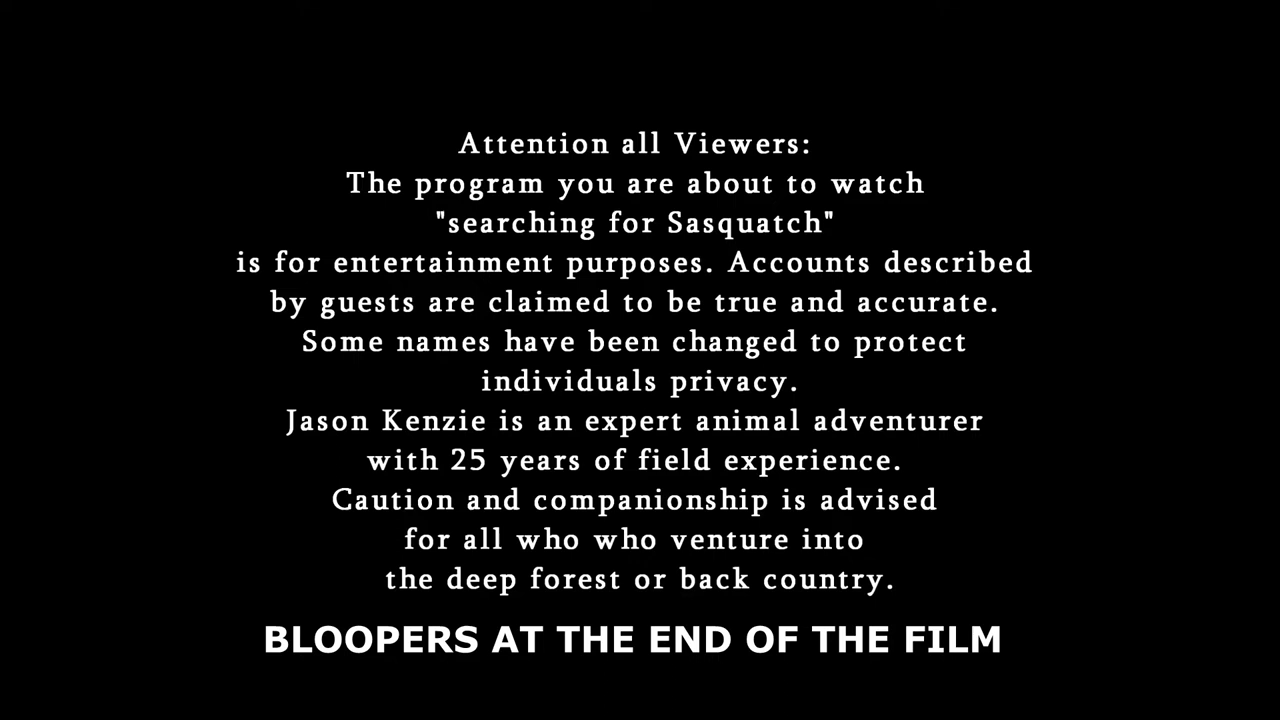 Attention all Viewers:
The program you are about to watch
"searching for Sasquatch"
is for entertainment purposes. Accounts described
by guests are claimed to be true and accurate.
Some names have been changed to protect
individuals privacy.
Jason Kenzie is an expert animal adventurer
with 25 years of field experience.
Caution and companionship is advised
for all who who venture into
the deep forest or back country.
BLOOPERS AT THE END OF THE FILM